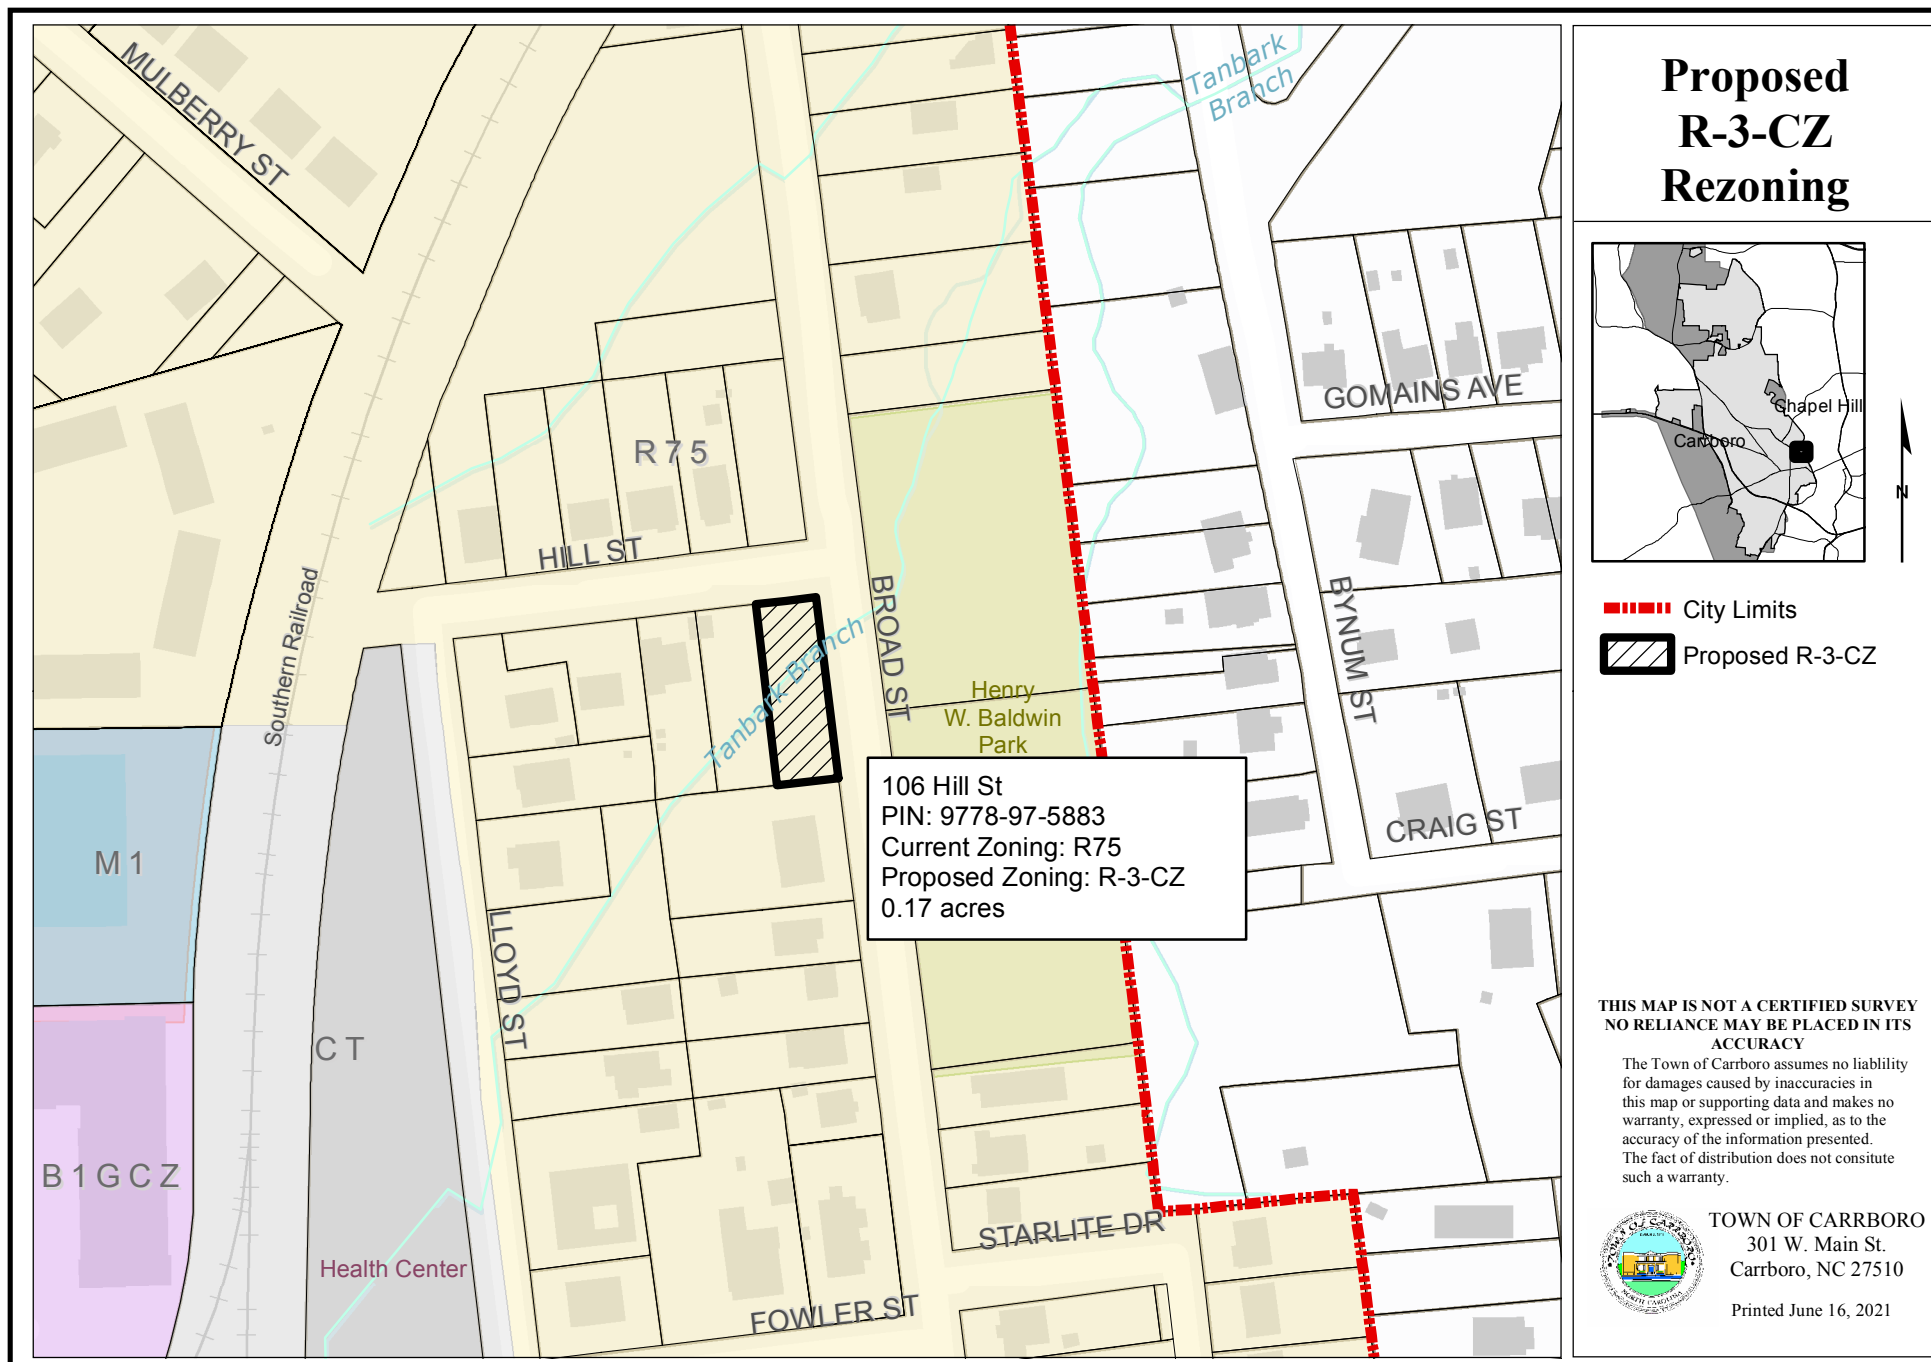 Proposed
R-3-CZ
Rezoning
Chapel Hill
Carrboro
N
City Limits
Proposed R-3-CZ
THIS MAP IS NOT A CERTIFIED SURVEY
NO RELIANCE MAY BE PLACED IN ITS
ACCURACY
The Town of Carrboro assumes no liablility
for damages caused by inaccuracies in
this map or supporting data and makes no
warranty, expressed or implied, as to the
accuracy of the information presented.
The fact of distribution does not consitute
such a warranty.
TOWN OF CARRBORO
NORTH CAROLINA
TOWN OF CARRBORO
301 W. Main St.
Carrboro, NC 27510
Printed June 16, 2021
MULBERRY ST
Tanbark
Branch
GOMAINS AVE
R 75
HILL ST
Southern Railroad
BROAD ST
BYNUM ST
Tanbark Branch
Henry
W. Baldwin
Park
106 Hill St
PIN: 9778-97-5883
Current Zoning: R75
Proposed Zoning: R-3-CZ
0.17 acres
CRAIG ST
M 1
LLOYD ST
C T
B 1 G C Z
STARLITE DR
Health Center
FOWLER ST